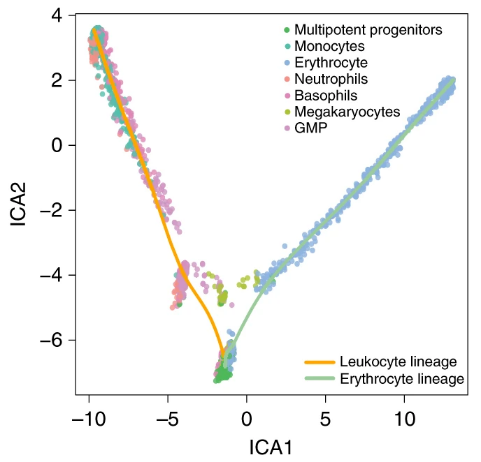 4
2
0
−2
−4
−6
ICA2
Multipotent progenitors
Monocytes
Erythrocyte
Neutrophils
Basophils
Megakaryocytes
GMP
Leukocyte lineage
Erythrocyte lineage
−10 −5 0 5 10
ICA1